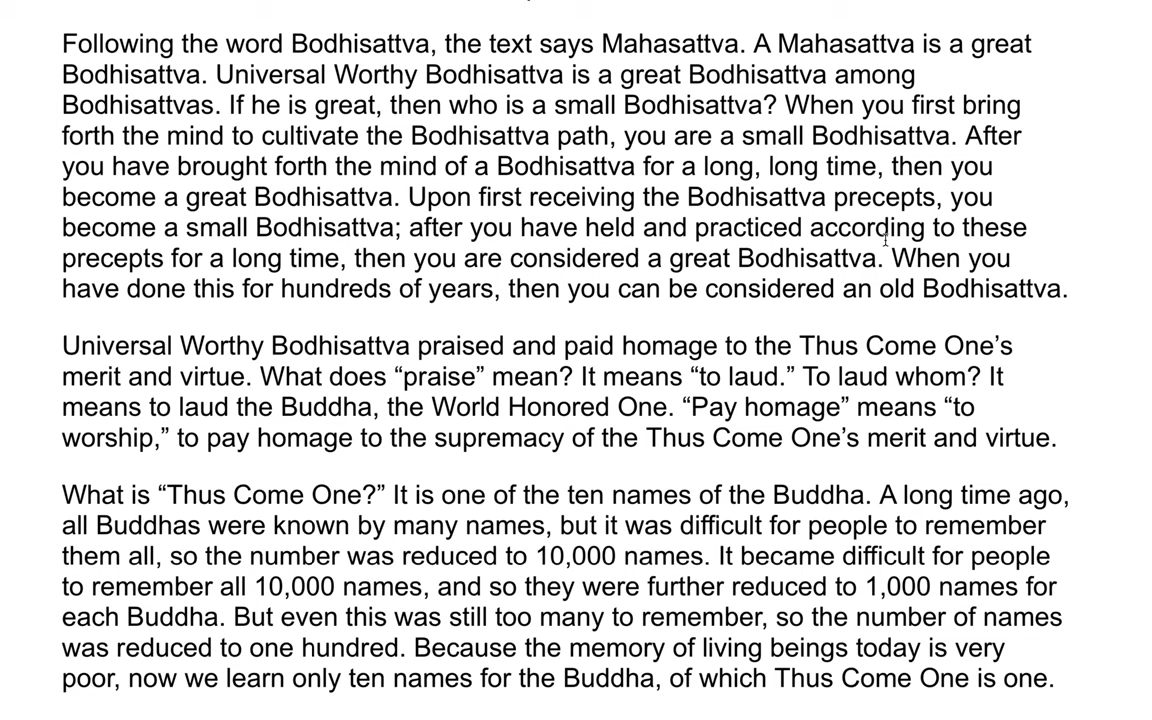 Following the word Bodhisattva, the text says Mahasattva. A Mahasattva is a great
Bodhisattva. Universal Worthy Bodhisattva is a great Bodhisattva among
Bodhisattvas. If he is great, then who is a small Bodhisattva? When you first bring
forth the mind to cultivate the Bodhisattva path, you are a small Bodhisattva. After
you have brought forth the mind of a Bodhisattva for a long, long time, then you
become a great Bodhisattva. Upon first receiving the Bodhisattva precepts, you
become a small Bodhisattva; after you have held and practiced according to these
precepts for a long time, then you are considered a great Bodhisattva. When you
have done this for hundreds of years, then you can be considered an old Bodhisattva.
Universal Worthy Bodhisattva praised and paid homage to the Thus Come One’s
merit and virtue. What does “praise” mean? It means “to laud.” To laud whom? It
means to laud the Buddha, the World Honored One. “Pay homage” means “to
worship,” to pay homage to the supremacy of the Thus Come One’s merit and virtue.
What is “Thus Come One?” It is one of the ten names of the Buddha. A long time ago,
all Buddhas were known by many names, but it was difficult for people to remember
them all, so the number was reduced to 10,000 names. It became difficult for people
to remember all 10,000 names, and so they were further reduced to 1,000 names for
each Buddha. But even this was still too many to remember, so the number of names
was reduced to one hundred. Because the memory of living beings today is very
poor, now we learn only ten names for the Buddha, of which Thus Come One is one.